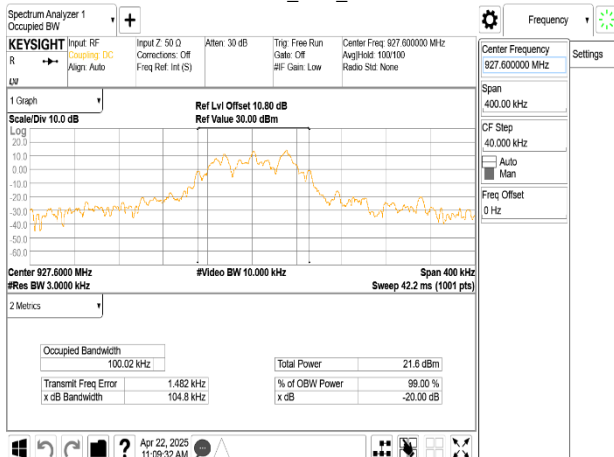 Spectrum Analyzer 1
Occupied BW
+
Frequency
KEYSIGHT
R
LXI
Input: RF
Coupling: DC
Align: Auto
Input Z: 50 Ω
Corrections: Off
Freq Ref: Int (S)
Atten: 30 dB
Trig: Free Run
Gate: Off
#IF Gain: Low
Center Freq: 927.600000 MHz
Avg|Hold: 100/100
Radio Std: None
Center Frequency
927.600000 MHz
Settings
Span
400.00 kHz
CF Step
40.000 kHz
Auto
Man
Freq Offset
0 Hz
1 Graph
Scale/Div 10.0 dB
Ref Lvl Offset 10.80 dB
Ref Value 30.00 dBm
Log
20.0
10.0
0.00
-10.0
-20.0
-30.0
-40.0
-50.0
-60.0
Center 927.6000 MHz
#Video BW 10.000 kHz
Span 400 kHz
#Res BW 3.0000 kHz
Sweep 42.2 ms (1001 pts)
2 Metrics
Occupied Bandwidth
100.02 kHz
Total Power 21.6 dBm
Transmit Freq Error 1.482 kHz
% of OBW Power 99.00 %
x dB Bandwidth 104.8 kHz
x dB -20.00 dB
?
Apr 22, 2025
11:09:32 AM